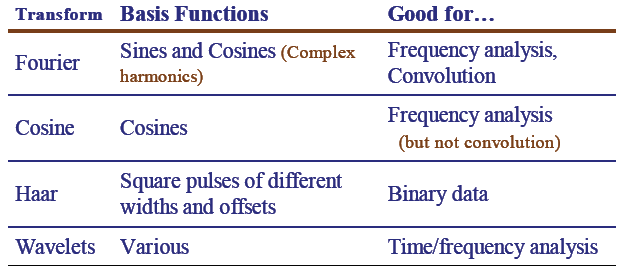 Transform Basis Functions Good for…
Fourier Sines and Cosines (Complex harmonics) Frequency analysis, Convolution
Cosine Cosines Frequency analysis (but not convolution)
Haar Square pulses of different widths and offsets Binary data
Wavelets Various Time/frequency analysis